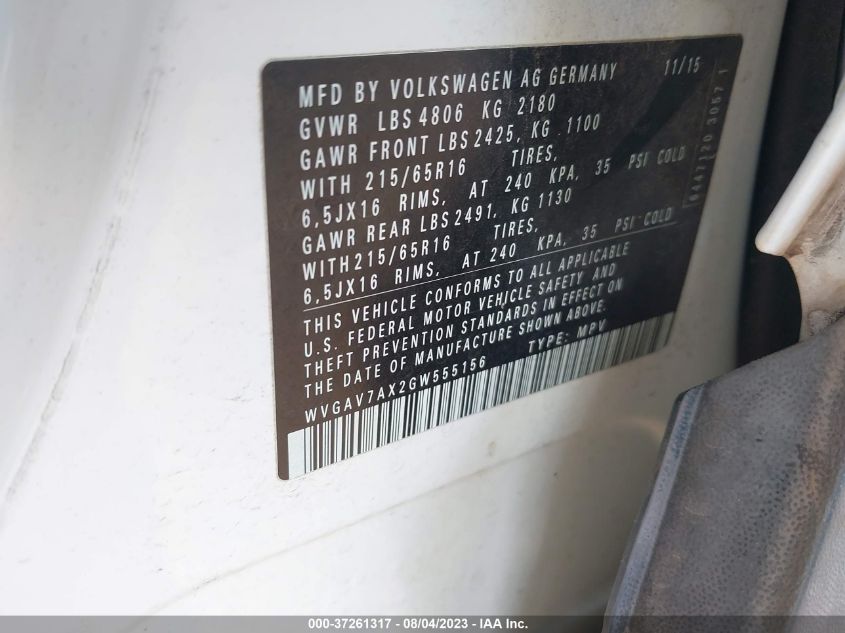 MFD BY VOLKSWAGEN AG GERMANY 11/15
GVWR LBS 4806 KG 2180
GAWR FRONT LBS 2425, KG 1100
WITH 215/65R16 TIRES,
6,5JX16 RIMS, AT 240 KPA, 35 PSI COLD
GAWR REAR LBS 2491, KG 1130
WITH 215/65R16 TIRES,
6,5JX16 RIMS, AT 240 KPA, 35 PSI COLD
THIS VEHICLE CONFORMS TO ALL APPLICABLE
U.S. FEDERAL MOTOR VEHICLE SAFETY AND
THEFT PREVENTION STANDARDS IN EFFECT ON
THE DATE OF MANUFACTURE SHOWN ABOVE.
WVGAV7AX2GW555156 TYPE: MPV
000-37261317 - 08/04/2023 - IAA Inc.